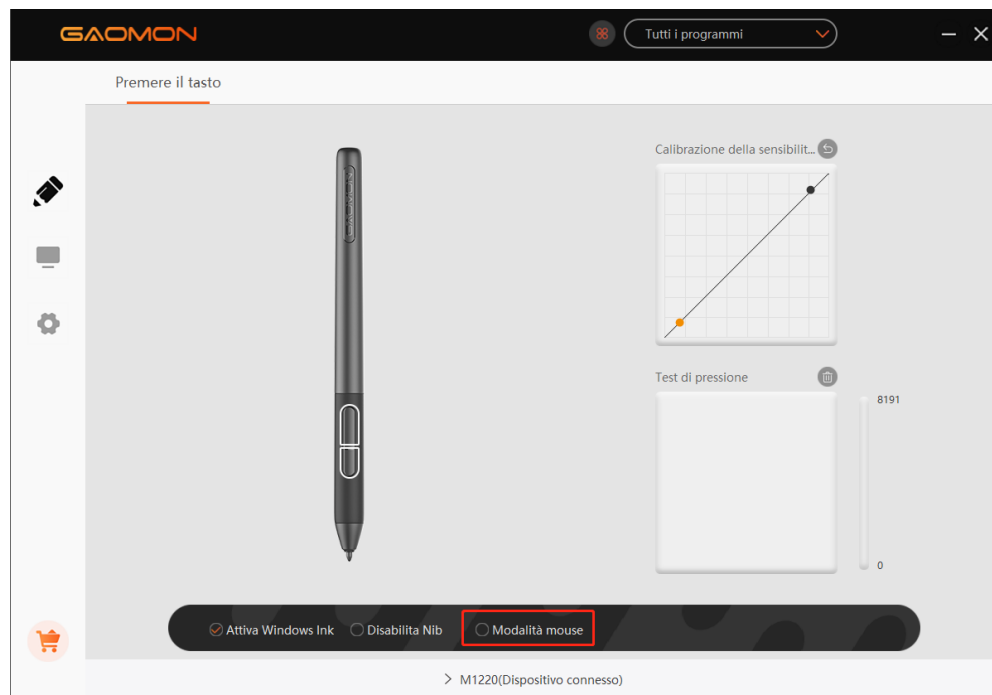 GAOMON
Tutti i programmi
Premere il tasto
Calibrazione della sensibilit...
GAOMON
Test di pressione
8191
0
Attiva Windows Ink
Disabilita Nib
Modalità mouse
M1220(Dispositivo connesso)